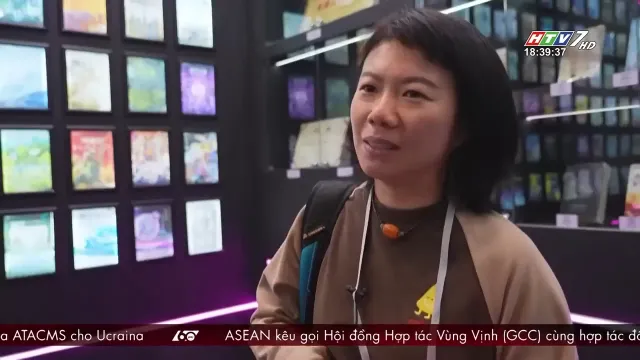 HTV7 HD
18:39:37
a ATACMS cho Ucraina 60 ASEAN kêu gọi Hội đồng Hợp tác Vùng Vịnh (GCC) cùng hợp tác